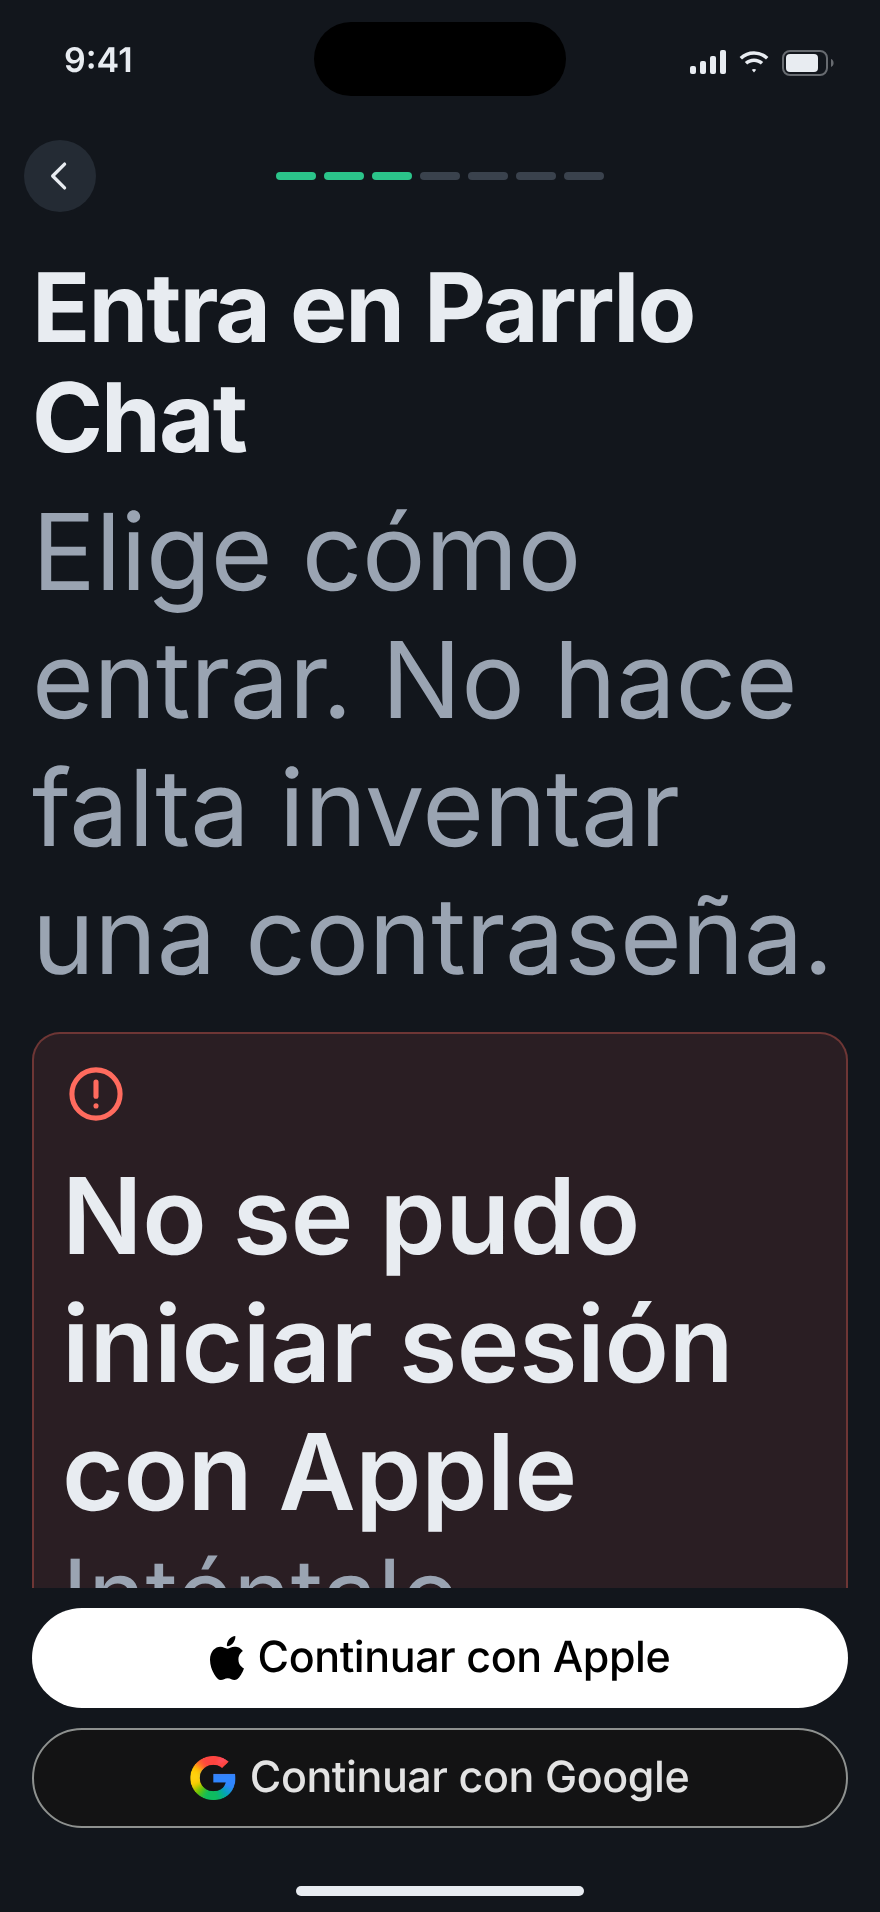 9:41
Entra en Parrlo
Chat
Elige cómo
entrar. No hace
falta inventar
una contraseña.
No se pudo
iniciar sesión
con Apple
Inténtalo
Continuar con Apple
Continuar con Google